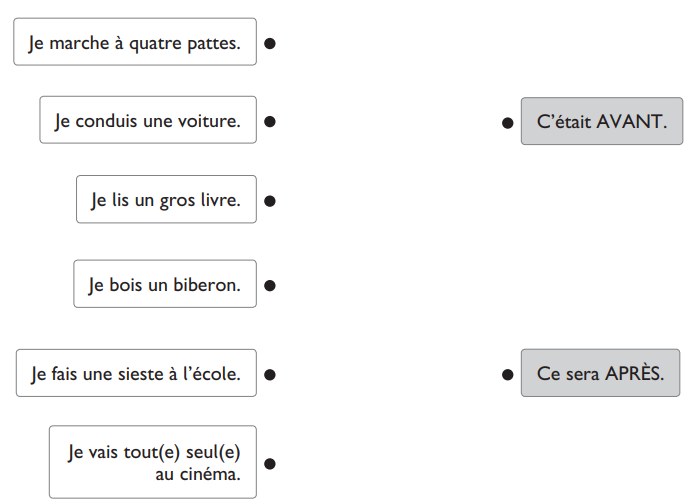 Je marche à quatre pattes.
Je conduis une voiture.
C’était AVANT.
Je lis un gros livre.
Je bois un biberon.
Je fais une sieste à l’école.
Ce sera APRÈS.
Je vais tout(e) seul(e)
au cinéma.